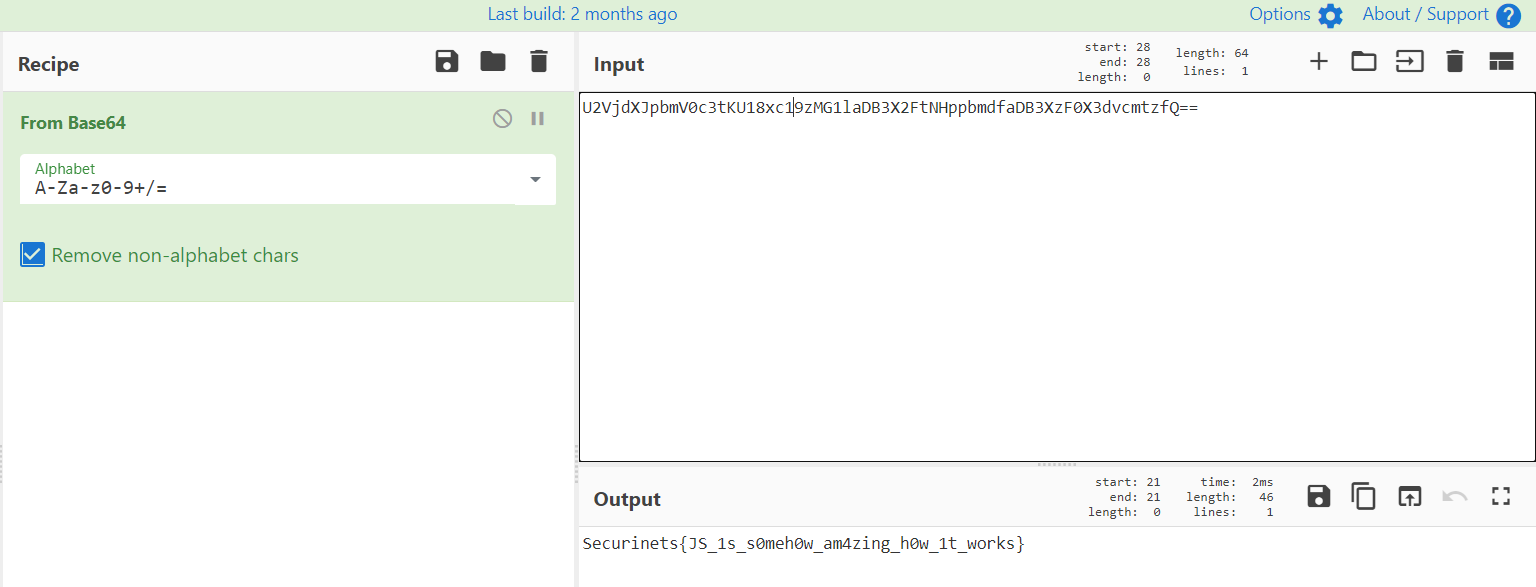 Last build: 2 months ago
Options
About / Support
Recipe
From Base64
Alphabet
A-Za-z0-9+/=
Remove non-alphabet chars
Input
start: 28
end: 28
length: 0
length: 64
lines: 1
U2VjdXJpbmV0c3tKU18xc19zMG1laDB3X2FtNHppbmdfaDB3XzF0X3dvcmtzfQ==
Output
start: 21
end: 21
length: 0
time: 2ms
length: 46
lines: 1
Securinets{JS_1s_s0meh0w_am4zing_h0w_1t_works}